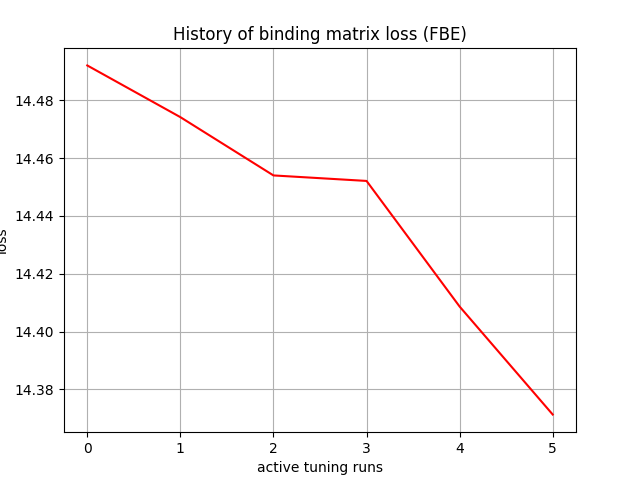 History of binding matrix loss (FBE)
14.48
14.46
14.44
14.42
14.40
14.38
loss
0 1 2 3 4 5
active tuning runs